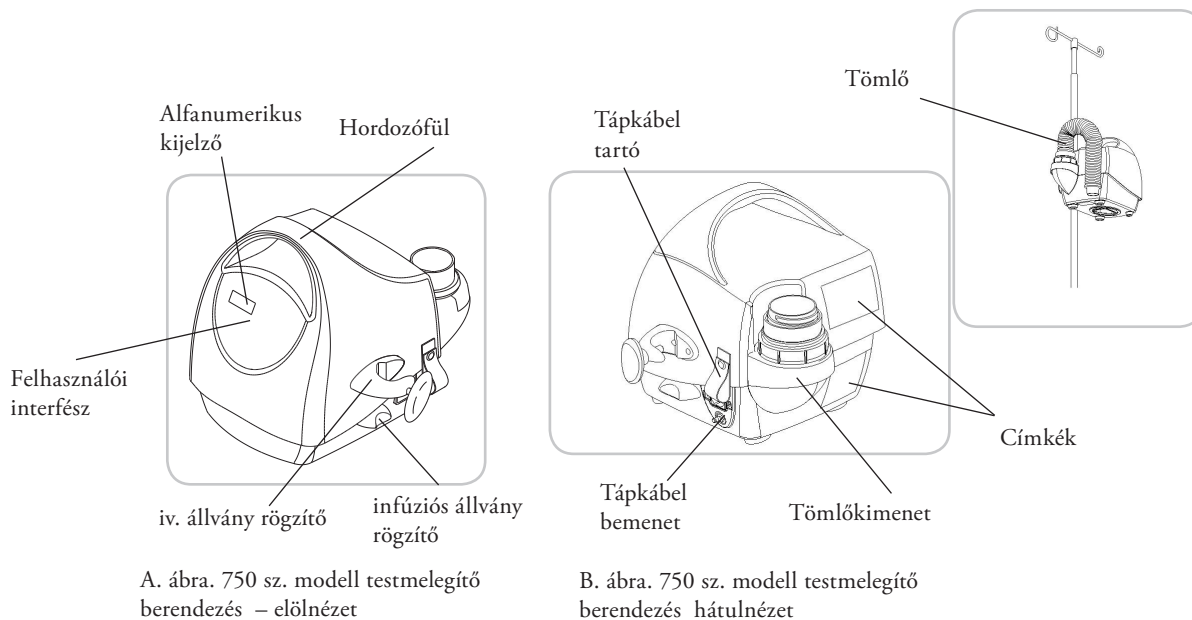 Tömlő
Alfanumerikus
kijelző
Hordozófül
Tápkábel
tartó
Felhasználói
interfész
Címkék
iv. állvány rögzítő
infúziós állvány
rögzítő
Tápkábel
bemenet
Tömlőkimenet
A. ábra. 750 sz. modell testmelegítő
berendezés – elölnézet
B. ábra. 750 sz. modell testmelegítő
berendezés hátulnézet